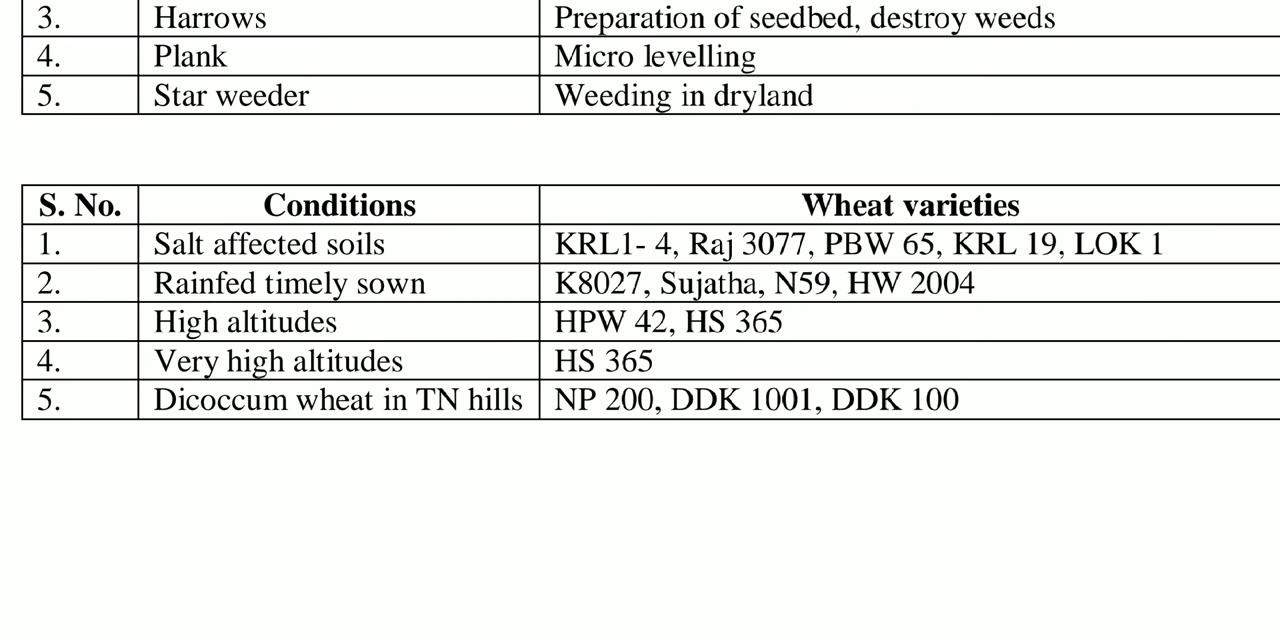 3. Harrows Preparation of seedbed, destroy weeds
4. Plank Micro levelling
5. Star weeder Weeding in dryland
S. No. Conditions Wheat varieties
1. Salt affected soils KRL1- 4, Raj 3077, PBW 65, KRL 19, LOK 1
2. Rainfed timely sown K8027, Sujatha, N59, HW 2004
3. High altitudes HPW 42, HS 365
4. Very high altitudes HS 365
5. Dicoccum wheat in TN hills NP 200, DDK 1001, DDK 100